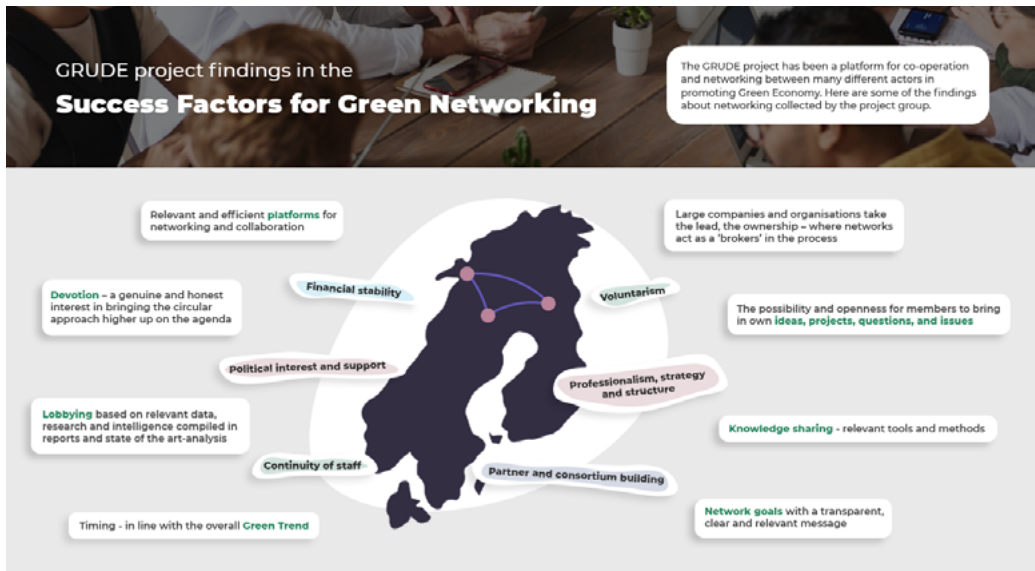 GRUDE project findings in the
Success Factors for Green Networking
The GRUDE project has been a platform for co-operation
and networking between many different actors in
promoting Green Economy. Here are some of the findings
about networking collected by the project group.
Relevant and efficient platforms for
networking and collaboration
Large companies and organisations take
the lead, the ownership – where networks
act as a 'brokers' in the process
Financial stability
Voluntarism
Devotion – a genuine and honest
interest in bringing the circular
approach higher up on the agenda
The possibility and openness for members to bring
in own ideas, projects, questions, and issues
Political interest and support
Professionalism, strategy
and structure
Lobbying based on relevant data,
research and intelligence compiled in
reports and state of the art-analysis
Knowledge sharing - relevant tools and methods
Continuity of staff
Partner and consortium building
Timing - in line with the overall Green Trend
Network goals with a transparent,
clear and relevant message